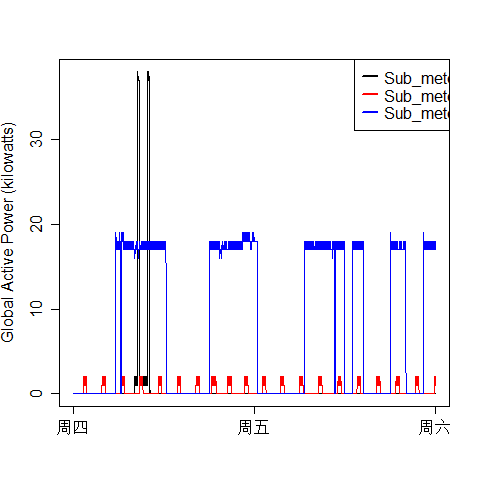 Global Active Power (kilowatts)
30
20
10
0
Sub_mete
Sub_mete
Sub_mete
周四
周五
周六